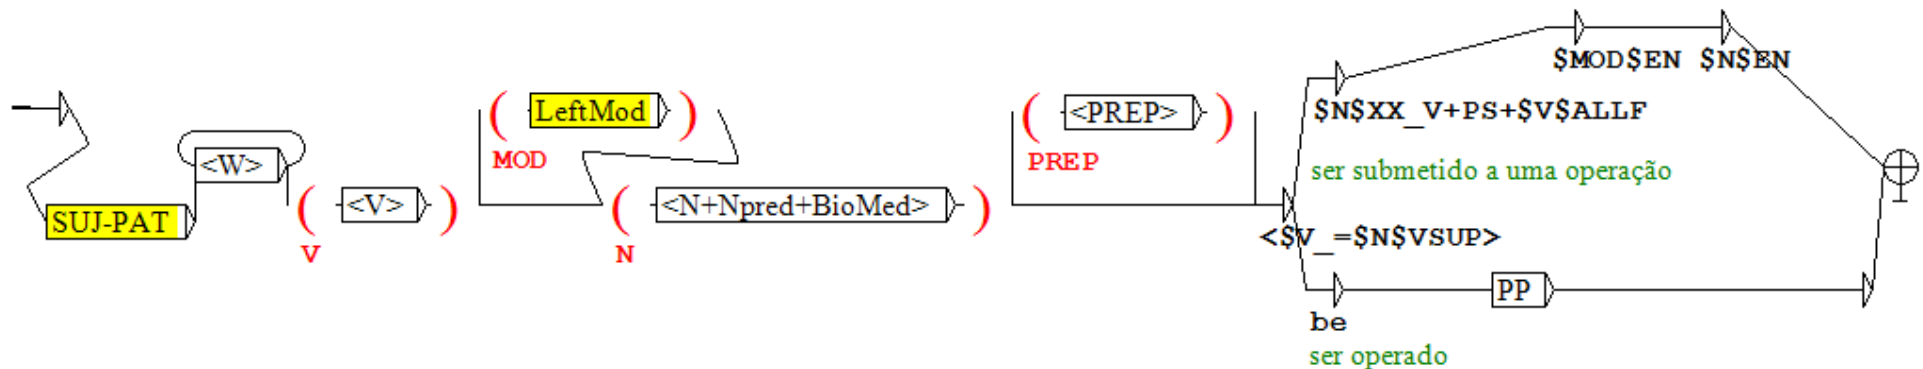 $MOD$EN $N$EN
( LeftMod ) ( <PREP> ) $N$XX_V+PS+$V$ALLF
<W> MOD PREP
ser submetido a uma operação
SUJ-PAT ( <V> ) ( <N+Npred+BioMed> )
V N <$V_=$N$VSUP>
PP
be
ser operado